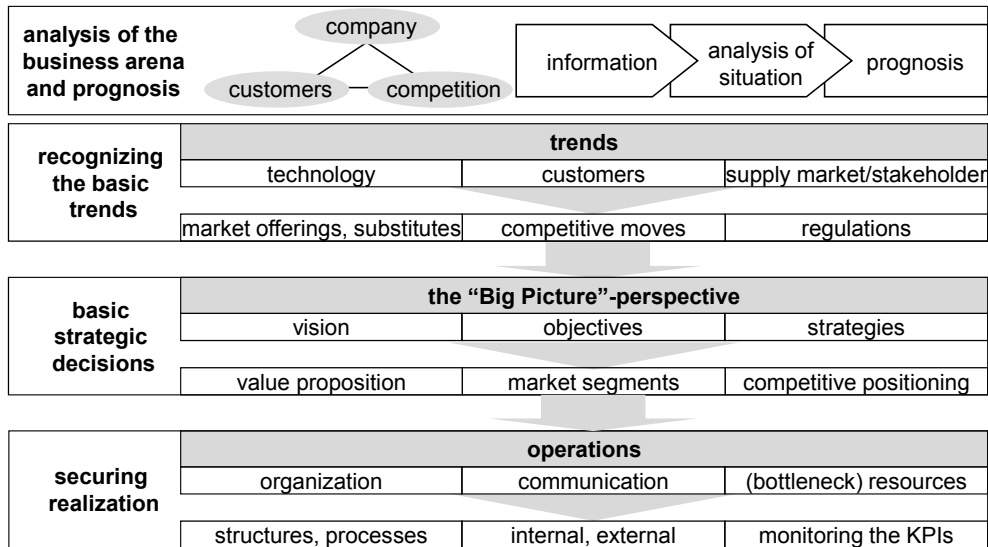 analysis of the
business arena
and prognosis
company
customers
competition
information
analysis of
situation
prognosis
recognizing
the basic
trends
trends
technology
customers
supply market/stakeholder
market offerings, substitutes
competitive moves
regulations
basic
strategic
decisions
the “Big Picture”-perspective
vision
objectives
strategies
value proposition
market segments
competitive positioning
securing
realization
operations
organization
communication
(bottleneck) resources
structures, processes
internal, external
monitoring the KPIs